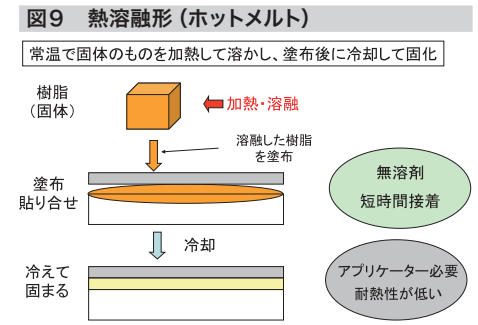 図9 熱溶融形（ホットメルト）
常温で固体のものを加熱して溶かし、塗布後に冷却して固化
樹脂
（固体）
加熱・溶融
溶融した樹脂
を塗布
塗布
貼り合せ
無溶剤
短時間接着
冷却
冷えて
固まる
アプリケーター必要
耐熱性が低い